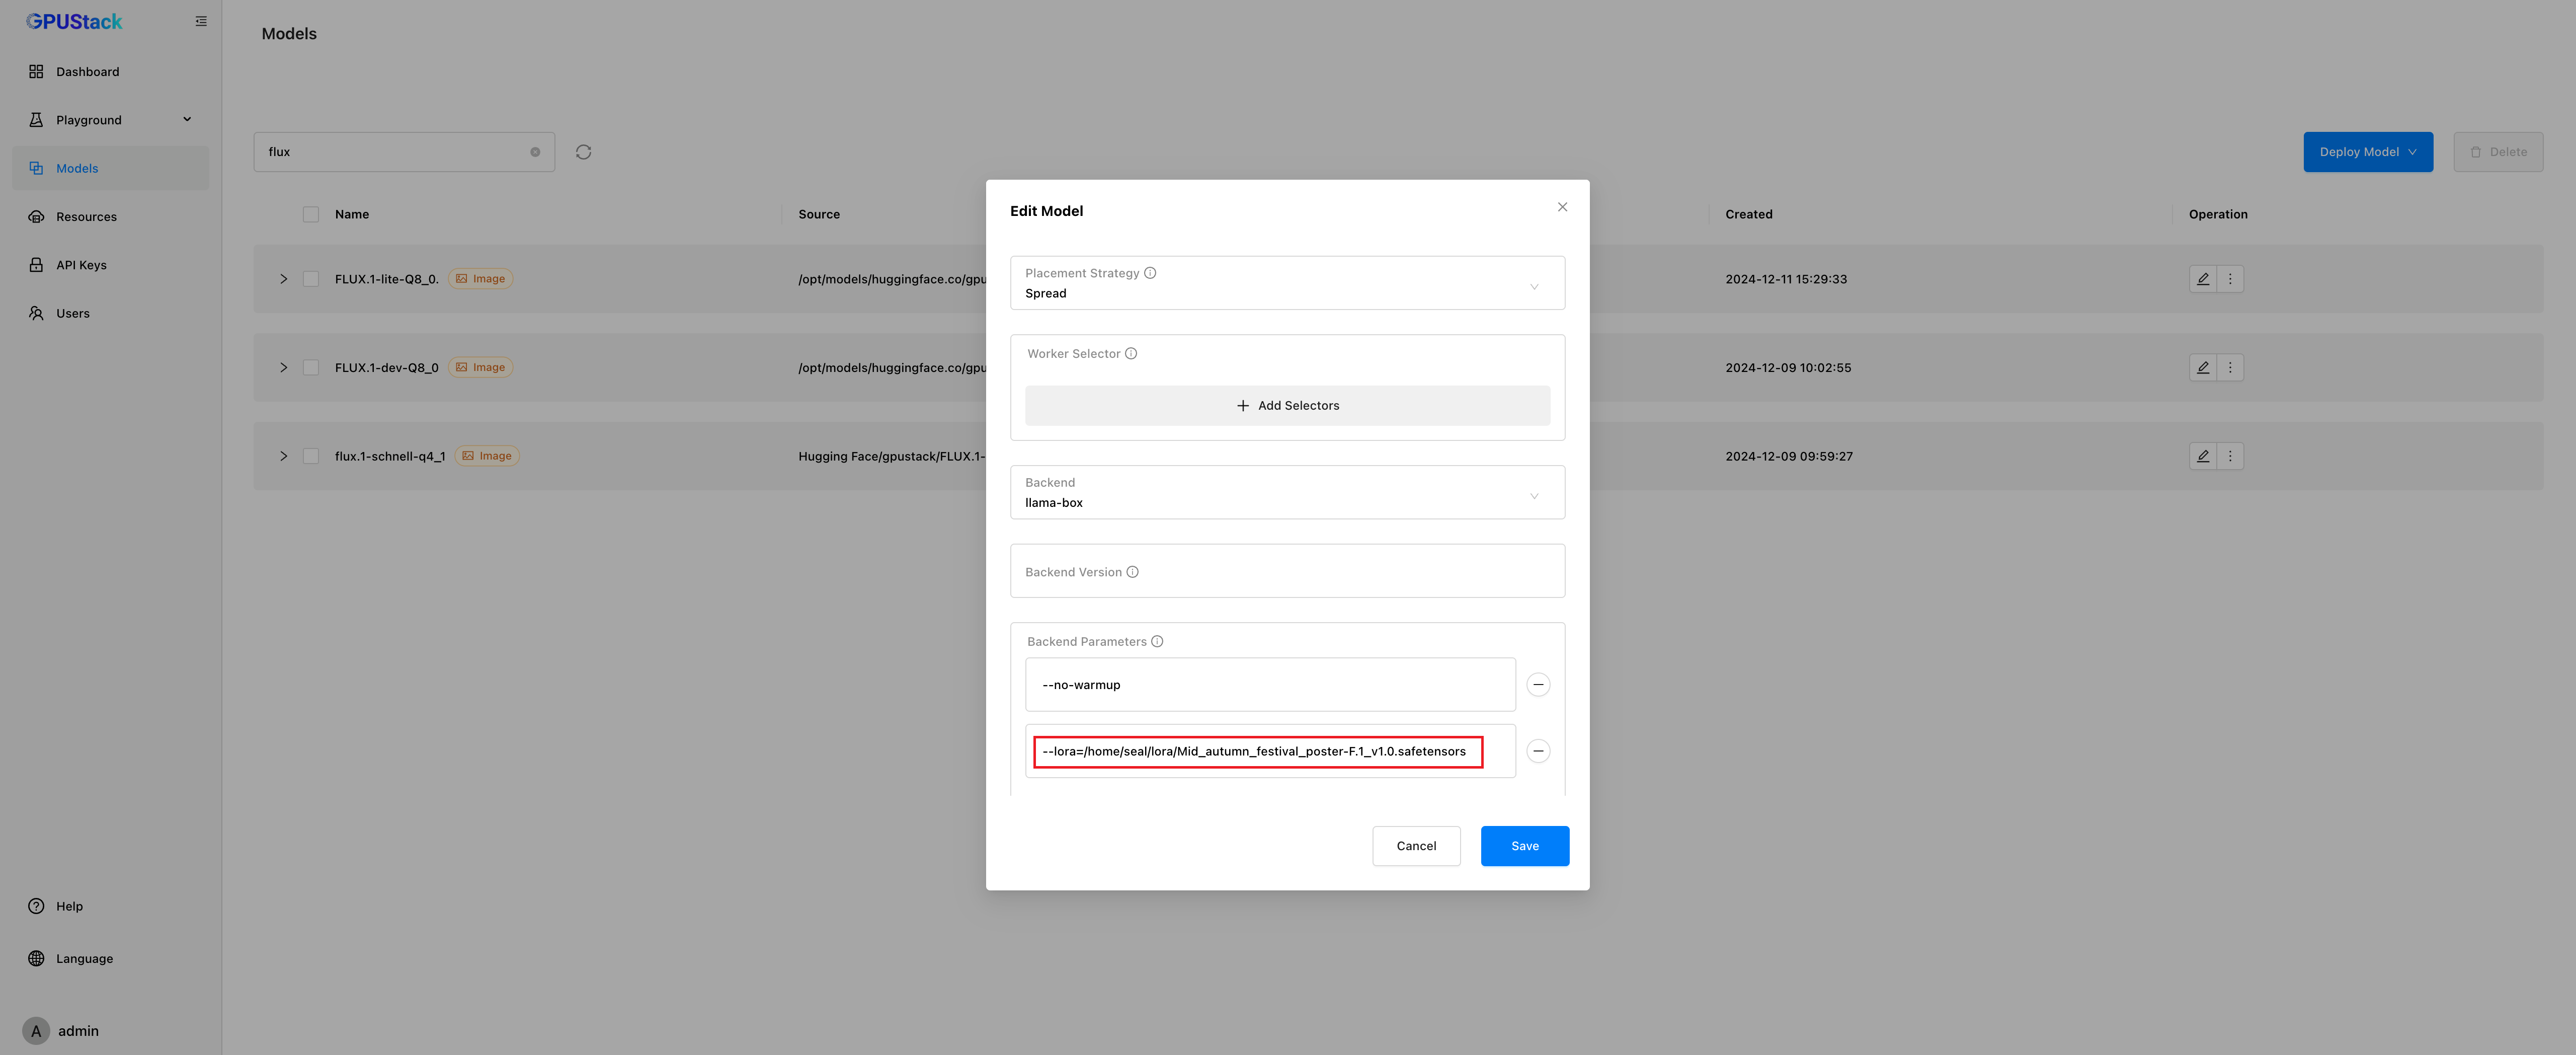 GPUStack
Dashboard
Playground
Models
Resources
API Keys
Users
Help
Language
A admin
Models
flux
Deploy Model
Delete
Name Source Created Operation
FLUX.1-lite-Q8_0. Image /opt/models/huggingface.co/gpu 2024-12-11 15:29:33
FLUX.1-dev-Q8_0 Image /opt/models/huggingface.co/gpu 2024-12-09 10:02:55
flux.1-schnell-q4_1 Image Hugging Face/gpustack/FLUX.1- 2024-12-09 09:59:27
Edit Model
Placement Strategy
Spread
Worker Selector
Add Selectors
Backend
llama-box
Backend Version
Backend Parameters
--no-warmup
--lora=/home/seal/lora/Mid_autumn_festival_poster-F.1_v1.0.safetensors
Cancel Save